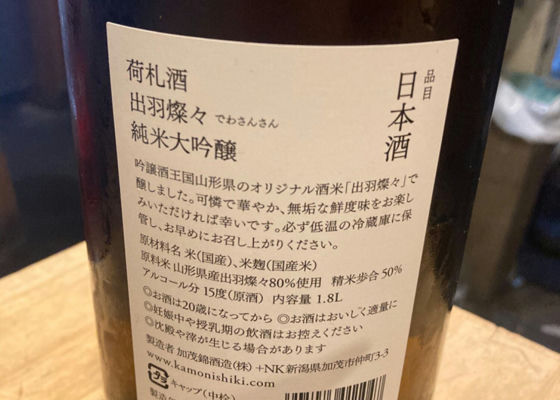 品目
日本酒
荷札酒
出羽燦々 でわさんさん
純米大吟醸
吟醸酒王国山形県のオリジナル酒米「出羽燦々」で
醸しました。可憐で華やか、無垢な鮮度味をお楽し
みいただければ幸いです。必ず低温の冷蔵庫に保
管し、お早めにお召し上がりください。
原材料名 米(国産)、米麹(国産米)
原料米 山形県産出羽燦々80%使用 精米歩合 50%
アルコール分 15度(原酒) 内容量 1.8L
◎お酒は20歳になってから ◎お酒はおいしく適量に
◎妊娠中や授乳期の飲酒はお控えください
◎沈殿や滓が生じる場合があります
製造者 加茂錦酒造(株) +NK新潟県加茂市仲町3-3
www.kamonishiki.com
キャップ(中栓)